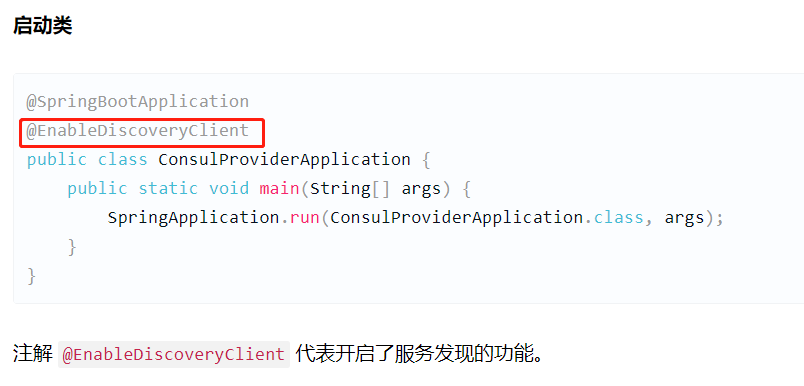 启动类
@SpringBootApplication
@EnableDiscoveryClient
public class ConsulProviderApplication {
    public static void main(String[] args) {
        SpringApplication.run(ConsulProviderApplication.class, args);
    }
}
注解 @EnableDiscoveryClient 代表开启了服务发现的功能。